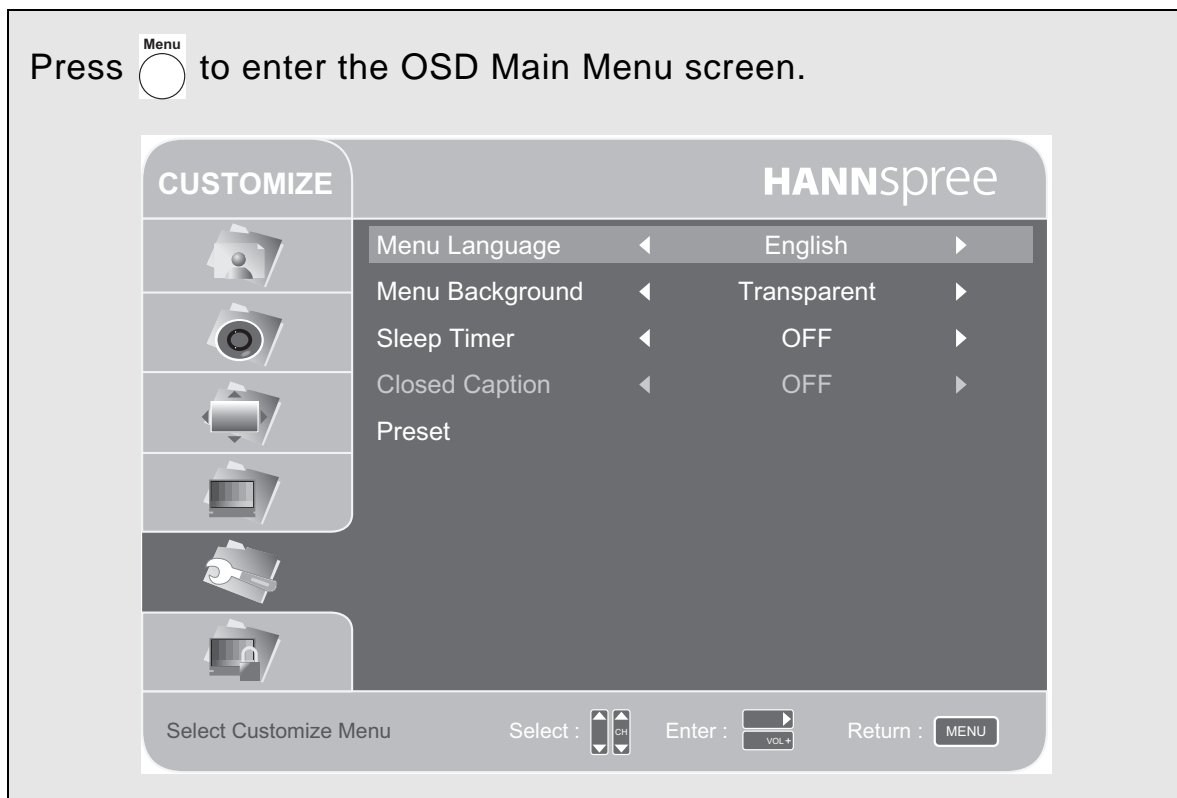 Press Menu to enter the OSD Main Menu screen.
CUSTOMIZE HANNspree
Menu Language English
Menu Background Transparent
Sleep Timer OFF
Closed Caption OFF
Preset
Select Customize Menu Select : CH Enter : VOL+ Return : MENU